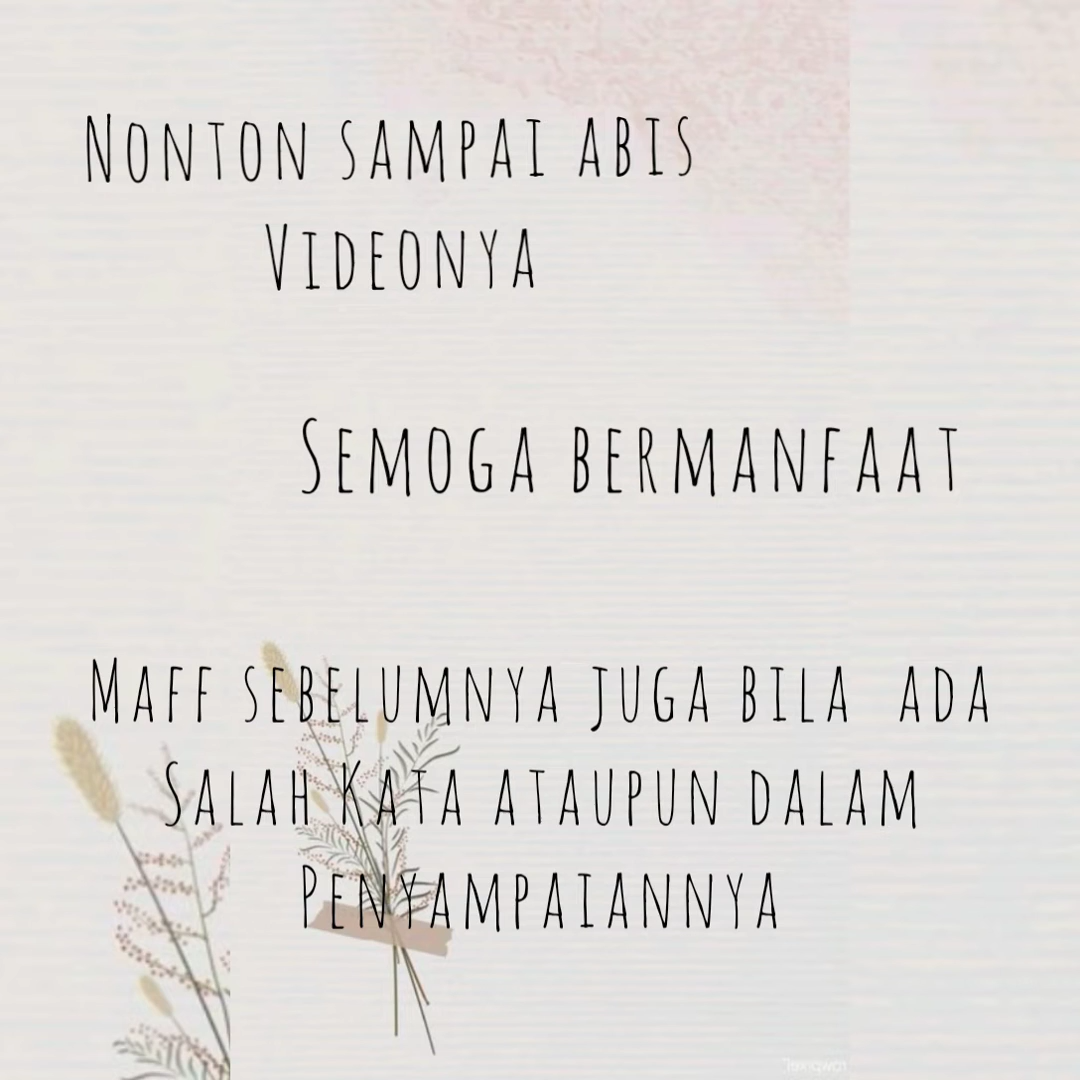 Nonton sampai abis
Videonya
Semoga bermanfaat
Maff sebelumnya juga bila ada
Salah Kata ataupun dalam
Penyampaiannya